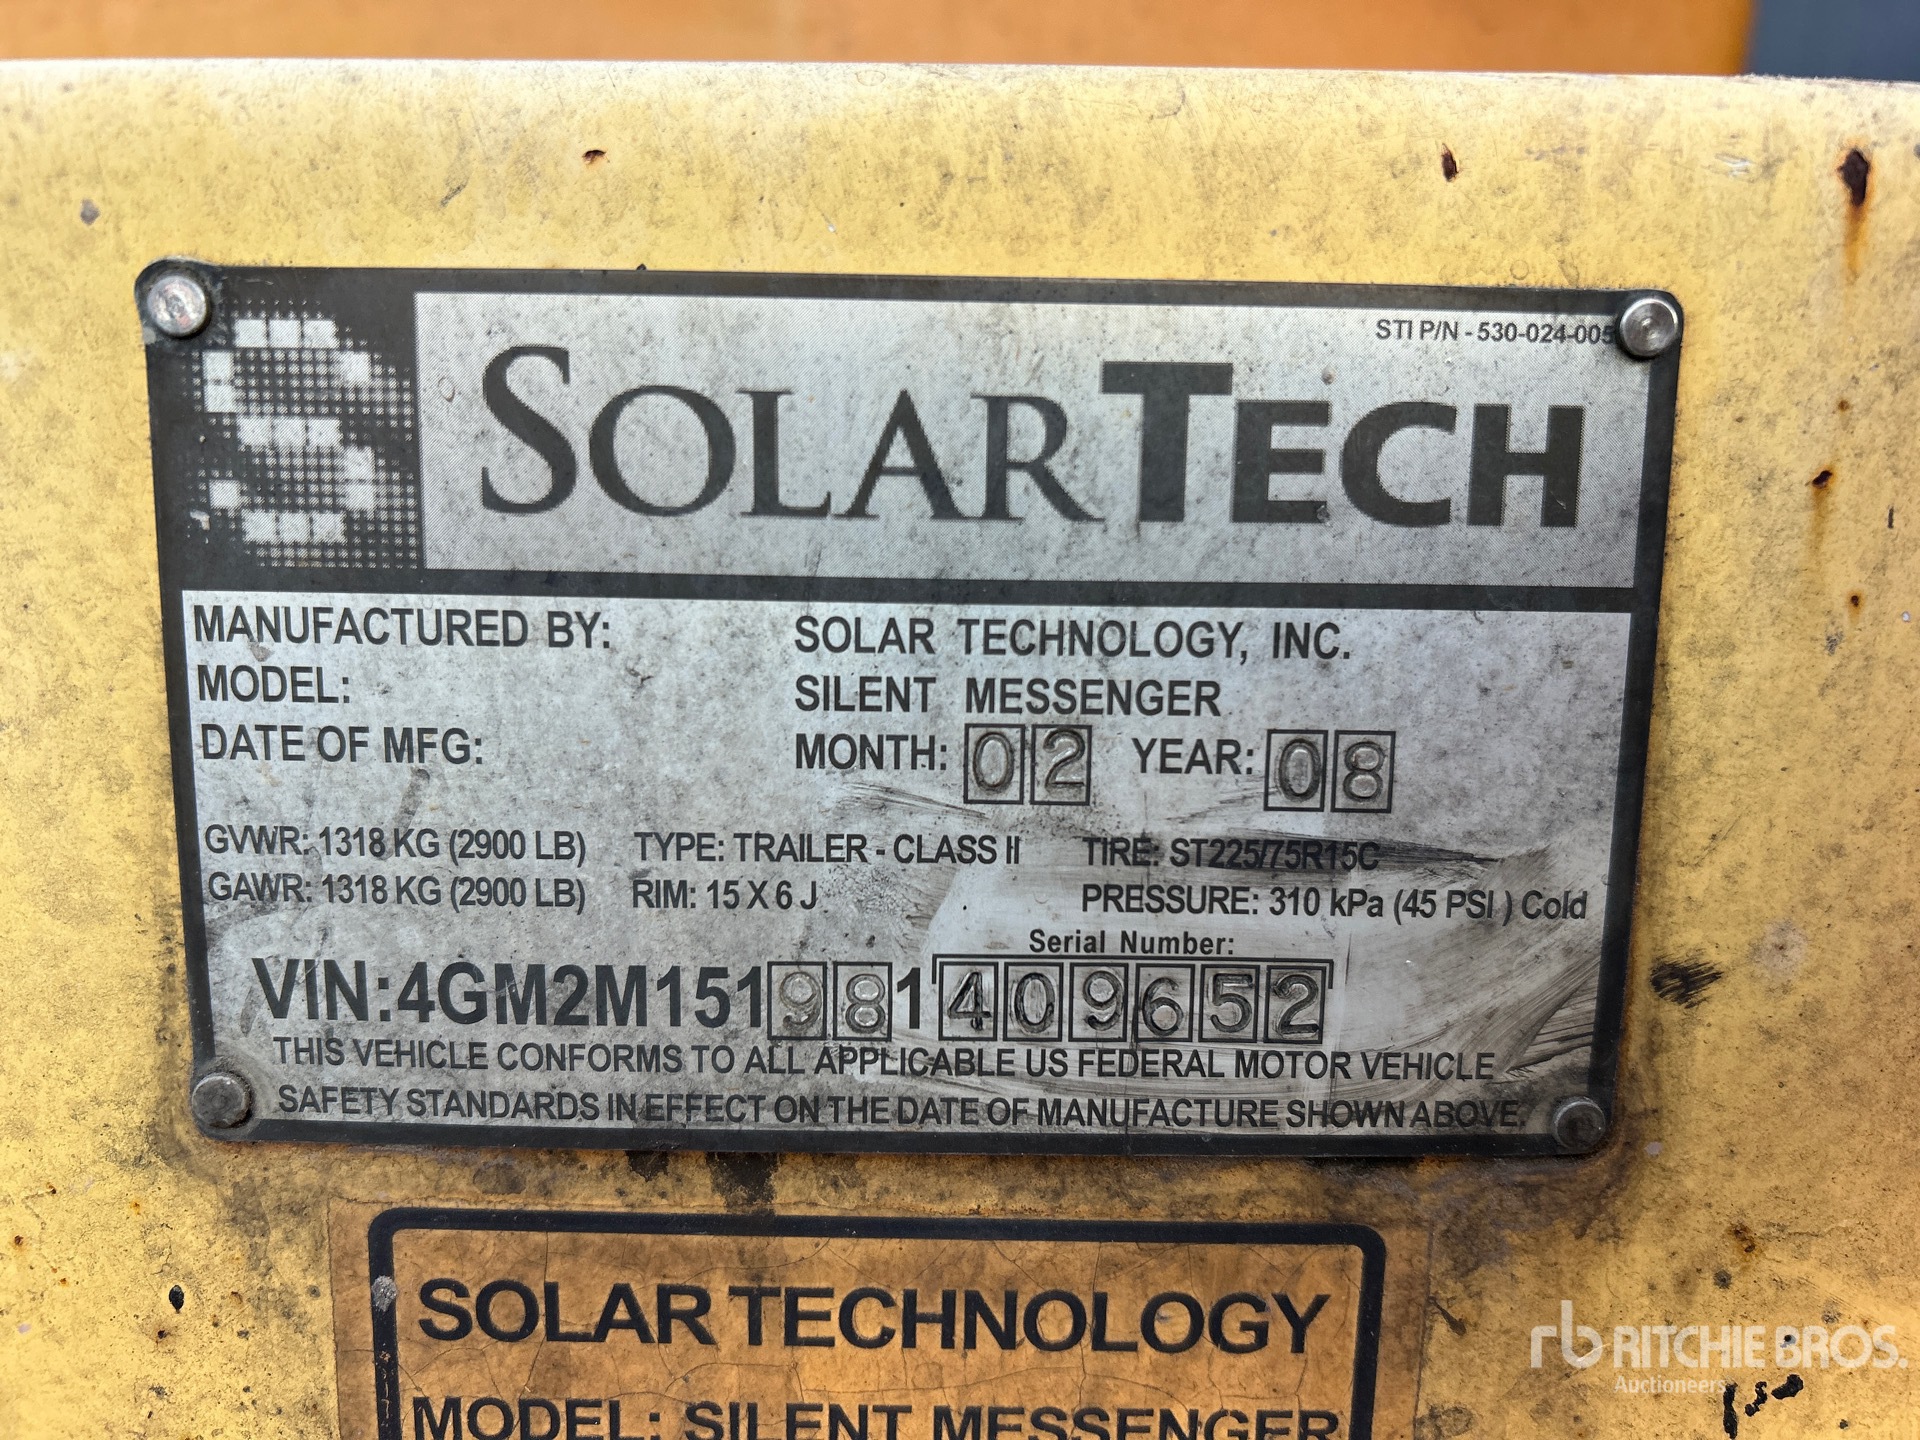 STI P/N - 530-024-005
SOLARTECH
MANUFACTURED BY: SOLAR TECHNOLOGY, INC.
MODEL: SILENT MESSENGER
DATE OF MFG: MONTH: 02 YEAR: 08
GVWR: 1318 KG (2900 LB) TYPE: TRAILER - CLASS II TIRE: ST225/75R15C
GAWR: 1318 KG (2900 LB) RIM: 15 X 6 J PRESSURE: 310 kPa (45 PSI ) Cold
Serial Number:
VIN:4GM2M151981409652
THIS VEHICLE CONFORMS TO ALL APPLICABLE US FEDERAL MOTOR VEHICLE
SAFETY STANDARDS IN EFFECT ON THE DATE OF MANUFACTURE SHOWN ABOVE.
SOLAR TECHNOLOGY
MODEL: SILENT MESSENGER
rb RITCHIE BROS.
Auctioneers